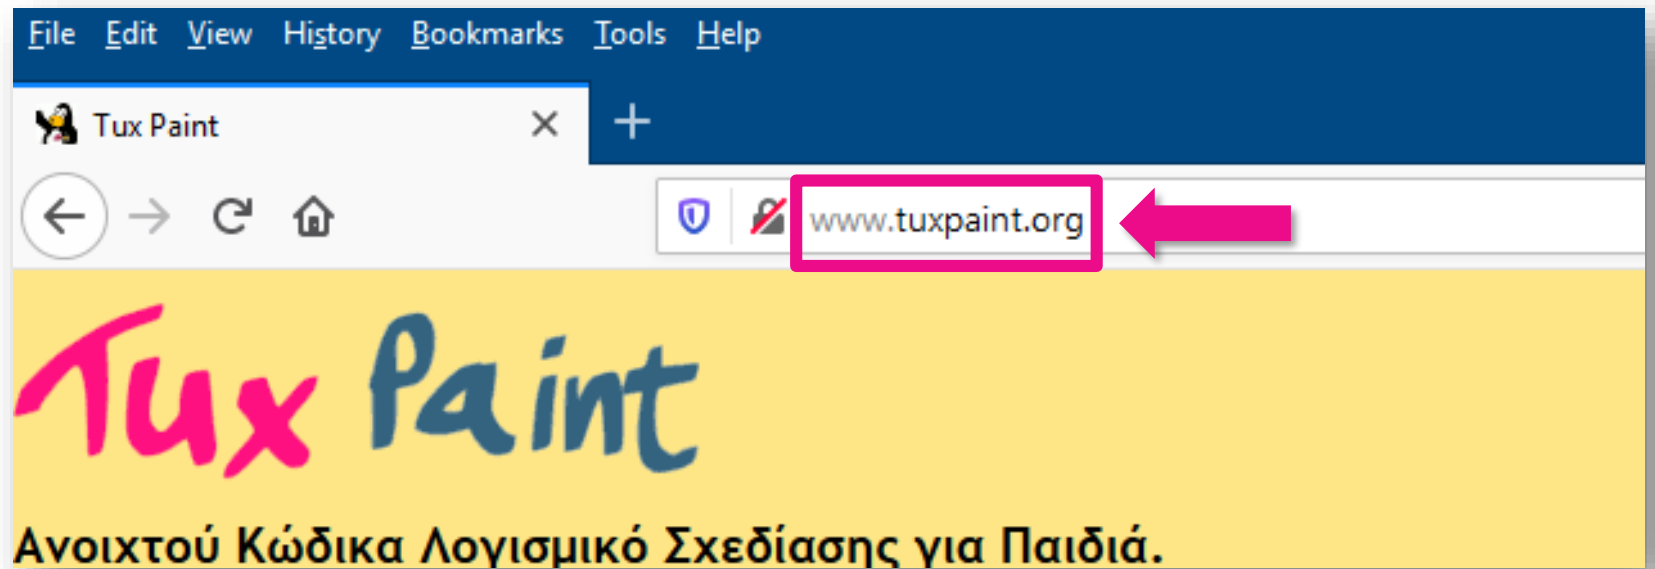 File Edit View History Bookmarks Tools Help
Tux Paint
www.tuxpaint.org
Tux Paint
Ανοιχτού Κώδικα Λογισμικό Σχεδίασης για Παιδιά.